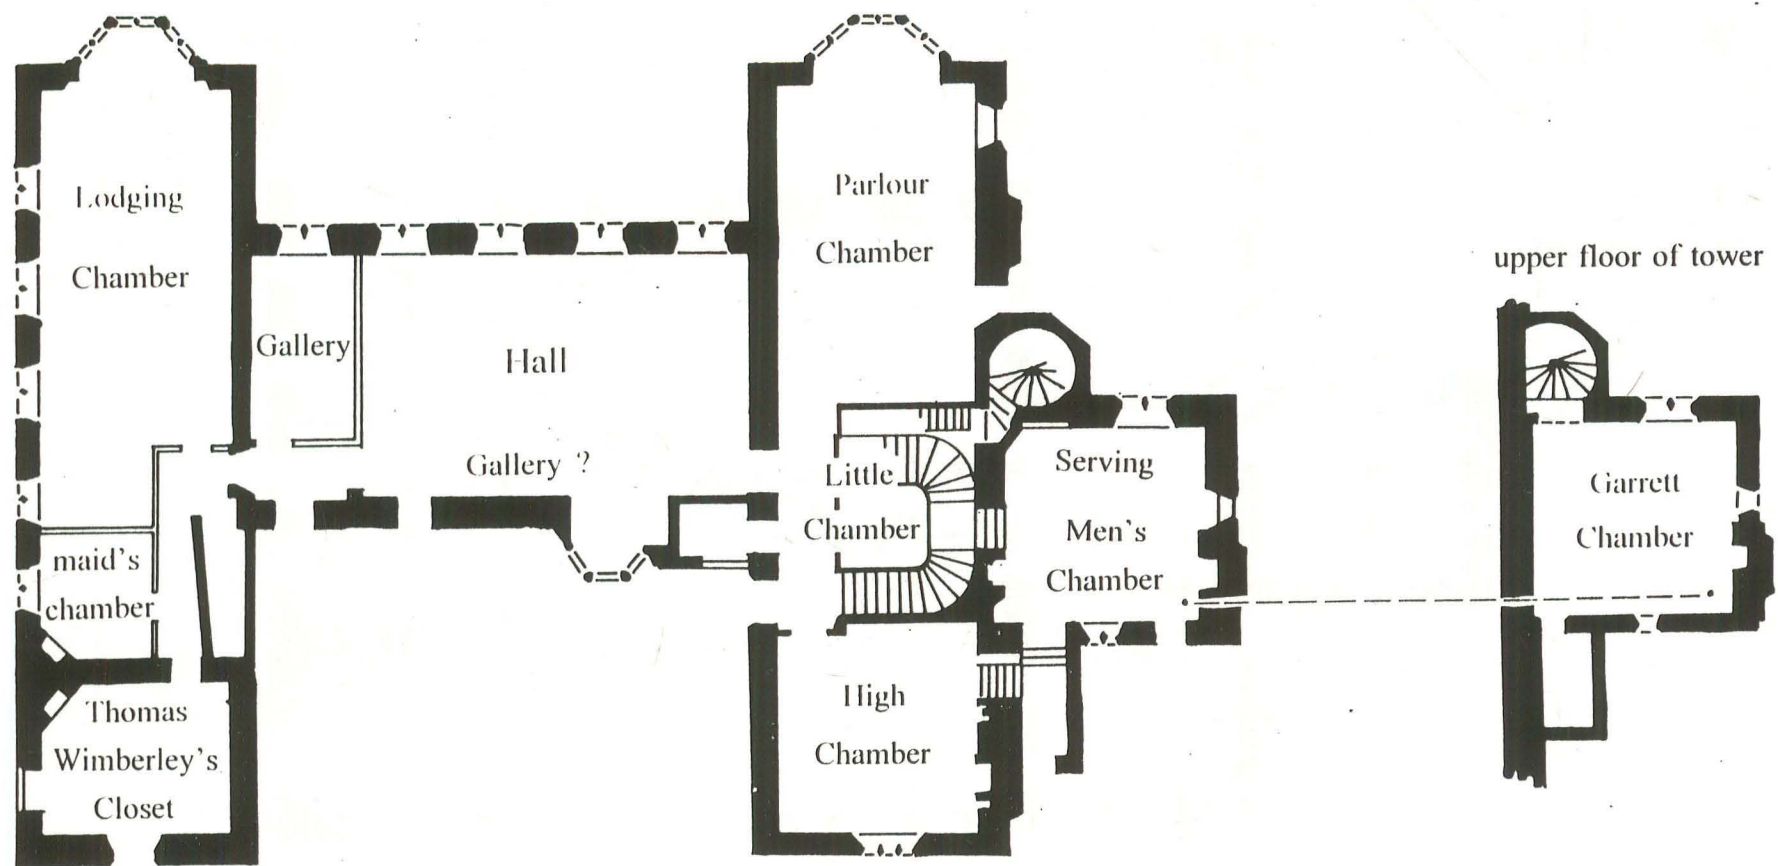 Lodging
Chamber
Gallery
Hall
Gallery ?
Parlour
Chamber
Little
Chamber
Serving
Men's
Chamber
High
Chamber
maid's
chamber
Thomas
Wimberley's
Closet
upper floor of tower
Garrett
Chamber